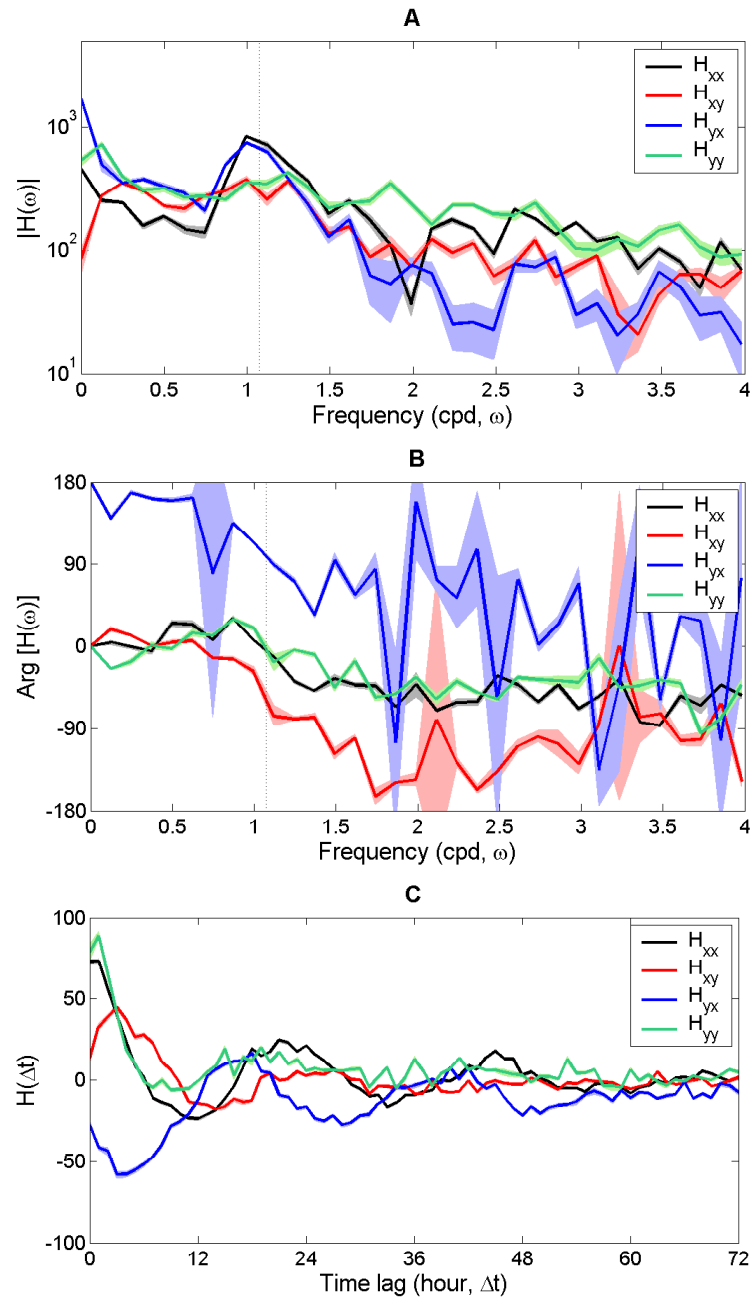 A
|H(ω)|
10³
10²
10¹
H_xx
H_xy
H_yx
H_yy
0 0.5 1 1.5 2 2.5 3 3.5 4
Frequency (cpd, ω)
B
Arg [H(ω)]
180
90
0
-90
-180
H_xx
H_xy
H_yx
H_yy
0 0.5 1 1.5 2 2.5 3 3.5 4
Frequency (cpd, ω)
C
H(Δt)
100
50
0
-50
-100
H_xx
H_xy
H_yx
H_yy
0 12 24 36 48 60 72
Time lag (hour, Δt)